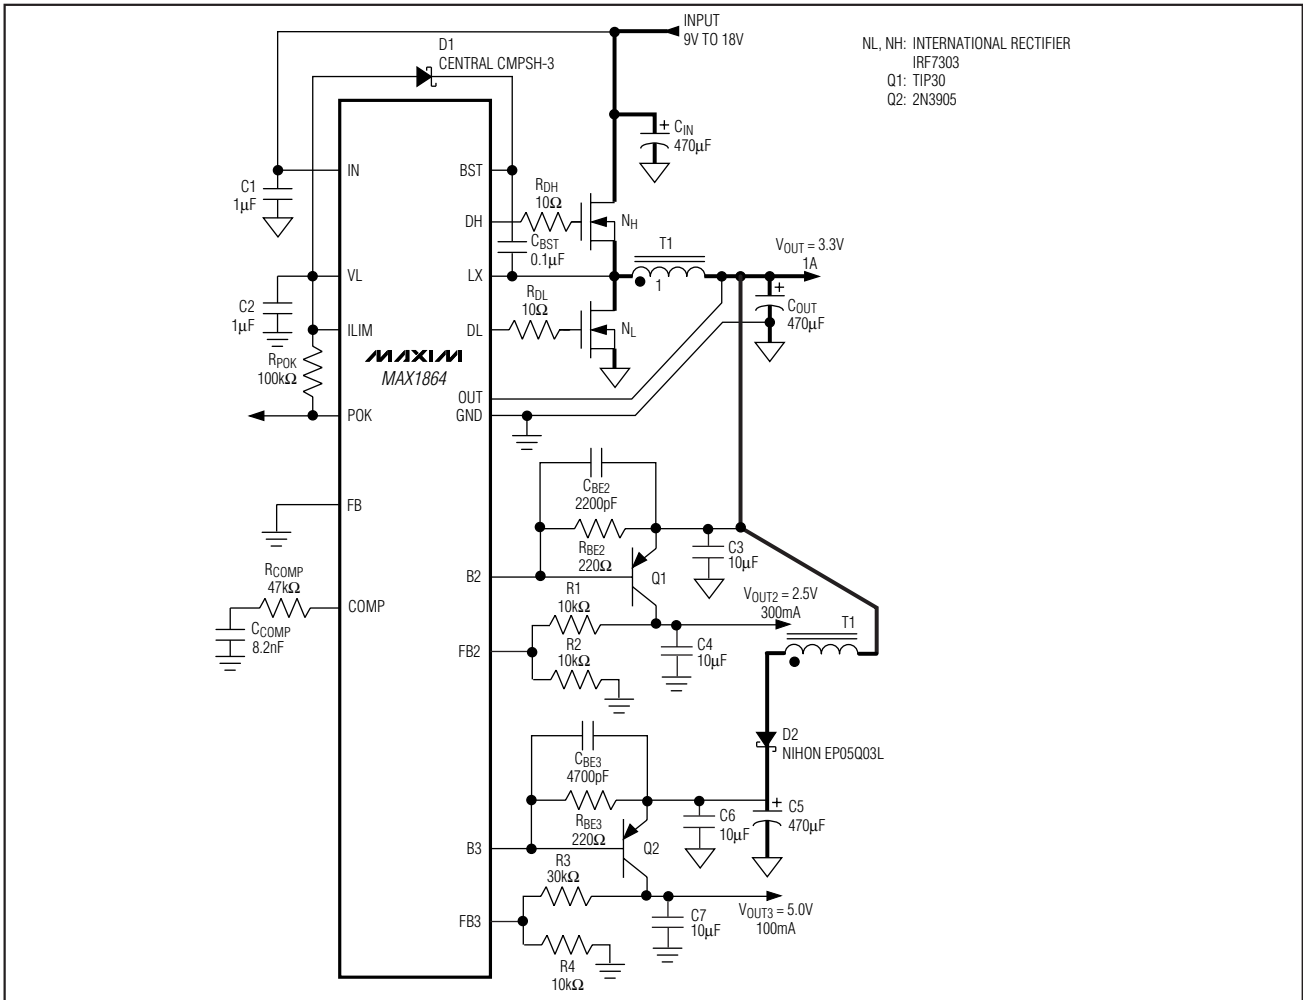 INPUT
9V TO 18V
NL, NH: INTERNATIONAL RECTIFIER
IRF7303
Q1: TIP30
Q2: 2N3905
D1
CENTRAL CMPSH-3
CIN
470µF
+
IN
BST
C1
1µF
RDH
10Ω
DH
NH
CBST
0.1µF
T1
VOUT = 3.3V
1A
VL
LX
1
+
COUT
470µF
C2
1µF
RDL
10Ω
ILIM
DL
NL
RPOK
100kΩ
MAXIM
MAX1864
OUT
POK
GND
CBE2
2200pF
FB
RBE2
220Ω
C3
10µF
B2
Q1
RCOMP
47kΩ
R1
10kΩ
VOUT2 = 2.5V
300mA
COMP
T1
CCOMP
8.2nF
R2
10kΩ
C4
10µF
FB2
D2
NIHON EP05Q03L
CBE3
4700pF
+
C5
470µF
RBE3
220Ω
C6
10µF
B3
Q2
R3
30kΩ
VOUT3 = 5.0V
100mA
FB3
C7
10µF
R4
10kΩ